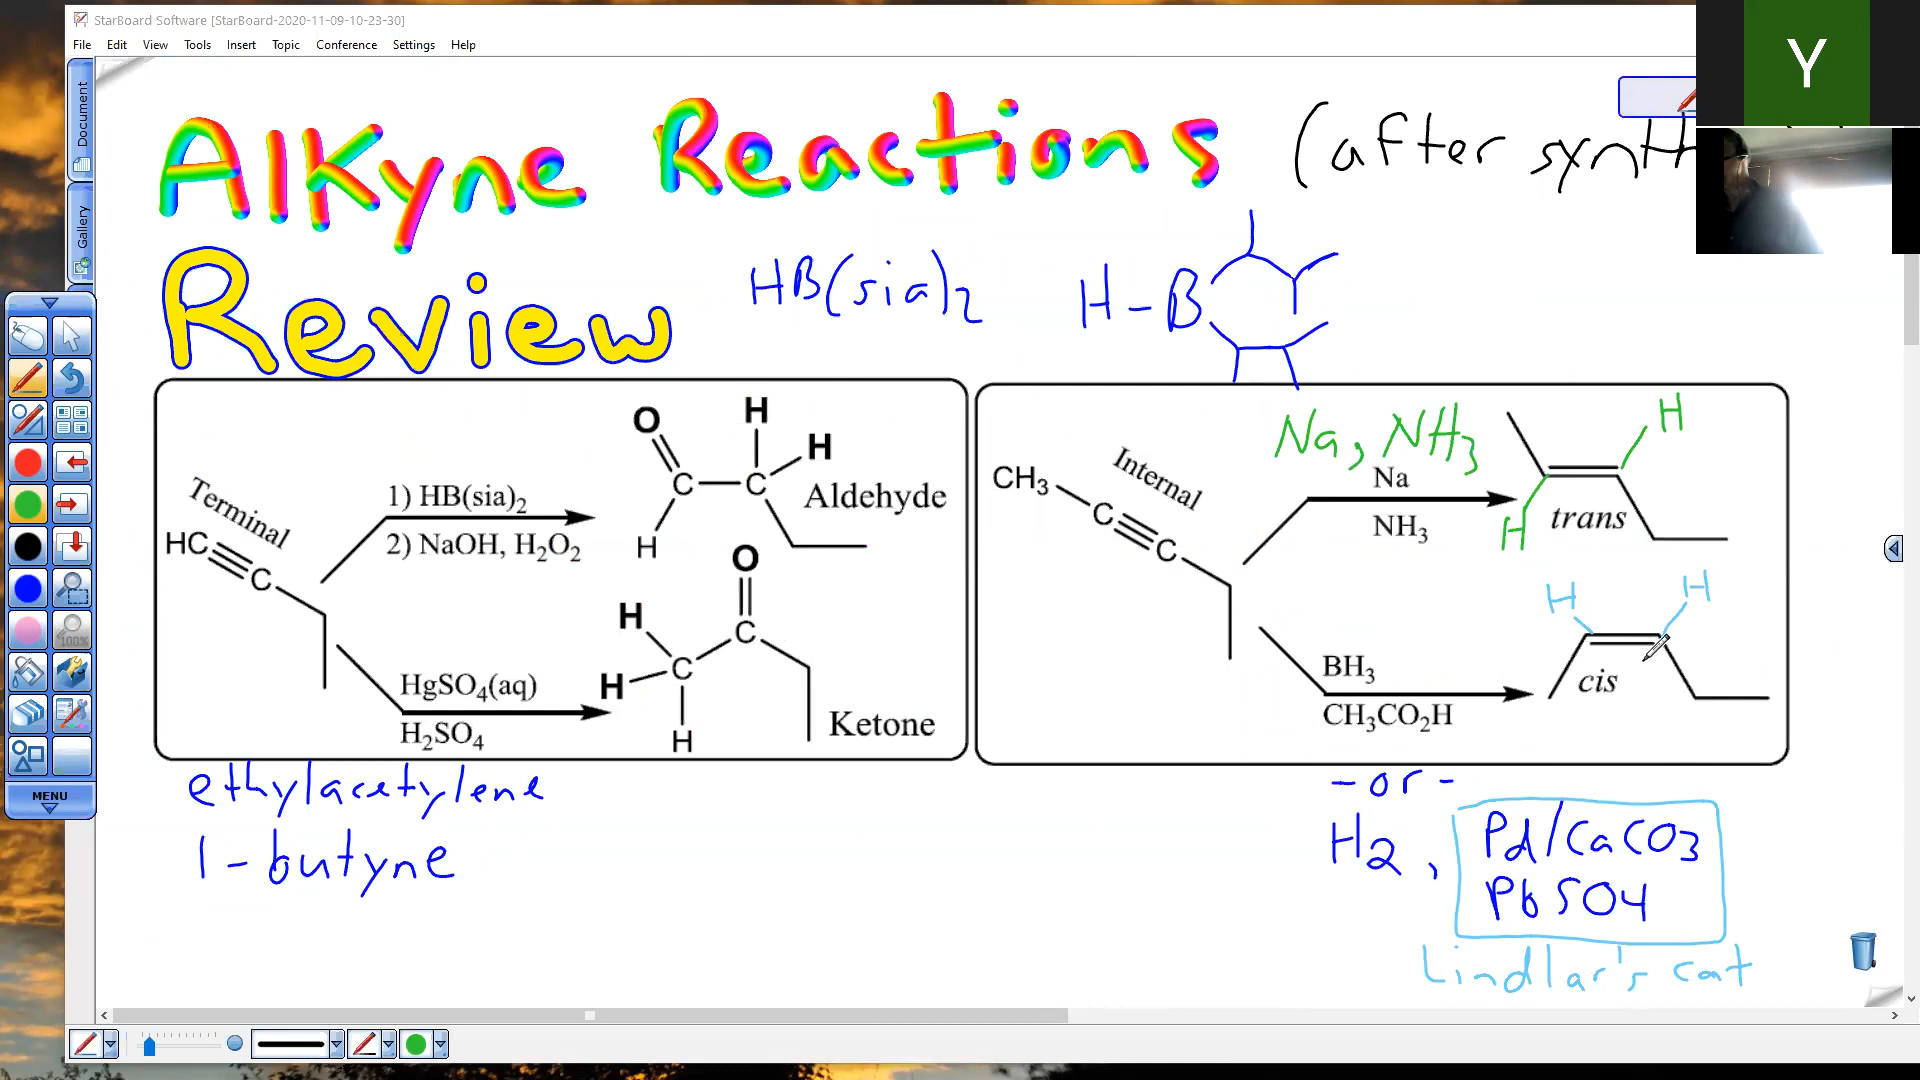 StarBoard Software [StarBoard-2020-11-09-10-23-30]
File Edit View Tools Insert Topic Conference Settings Help
Document
Gallery
Y
Alkyne Reactions (after synth
Review HB(sia)2 H-B
Terminal
HC≡C
1) HB(sia)2
2) NaOH, H2O2
O H H C C H
Aldehyde
HgSO4(aq)
H2SO4
O H H C C H
Ketone
Internal
CH3 C≡C
Na, NH3
Na
NH3
H H
trans
BH3
CH3CO2H
H H
cis
ethylacetylene
1-butyne
-or-
H2, Pd/CaCO3
PbSO4
Lindlar's cat
100%
MENU